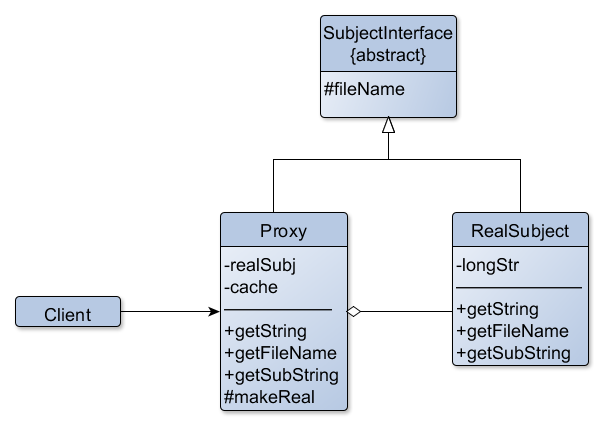 SubjectInterface
{abstract}
#fileName
Proxy
-realSubj
-cache
+getString
+getFileName
+getSubString
#makeReal
RealSubject
-longStr
+getString
+getFileName
+getSubString
Client